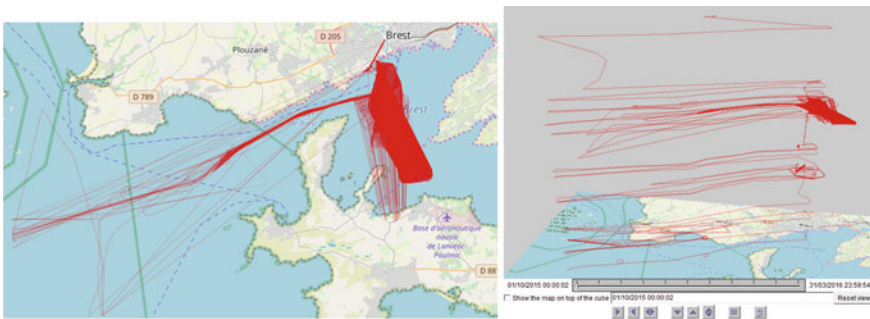 Brest
D 205
Plouzané
D 789
Brest
Base d'aéronautique
navale
de Lanvéoc
Poulmic
D 887
01/10/2015 00:00:02
31/03/2016 23:59:54
Show the map on top of the cube
01/10/2015 00:00:02
Reset view